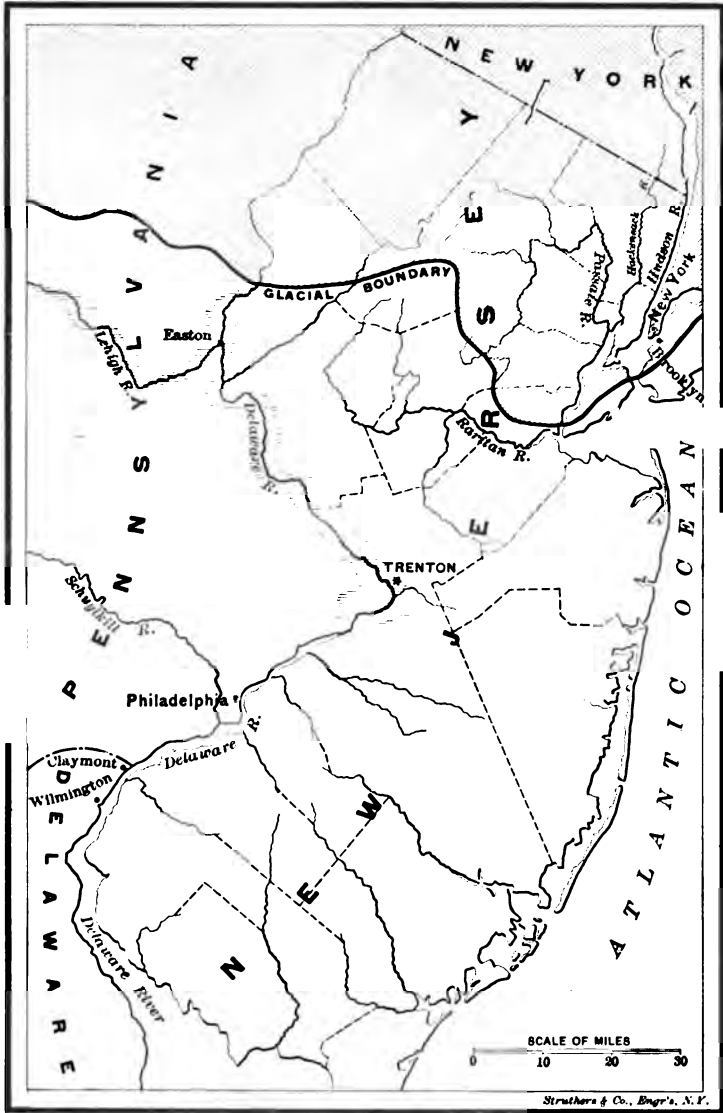 NEW YORK
PENNSYLVANIA
NEW JERSEY
GLACIAL BOUNDARY
Easton
Lehigh R.
Delaware R.
Passaic R.
Hackensack R.
Hudson R.
New York
Brooklyn
Raritan R.
TRENTON
Schuylkill R.
Philadelphia
Delaware R.
Claymont
Wilmington
DELAWARE
Delaware River
ATLANTIC OCEAN
SCALE OF MILES
0 10 20 30
Struthers & Co., Engr's, N.Y.